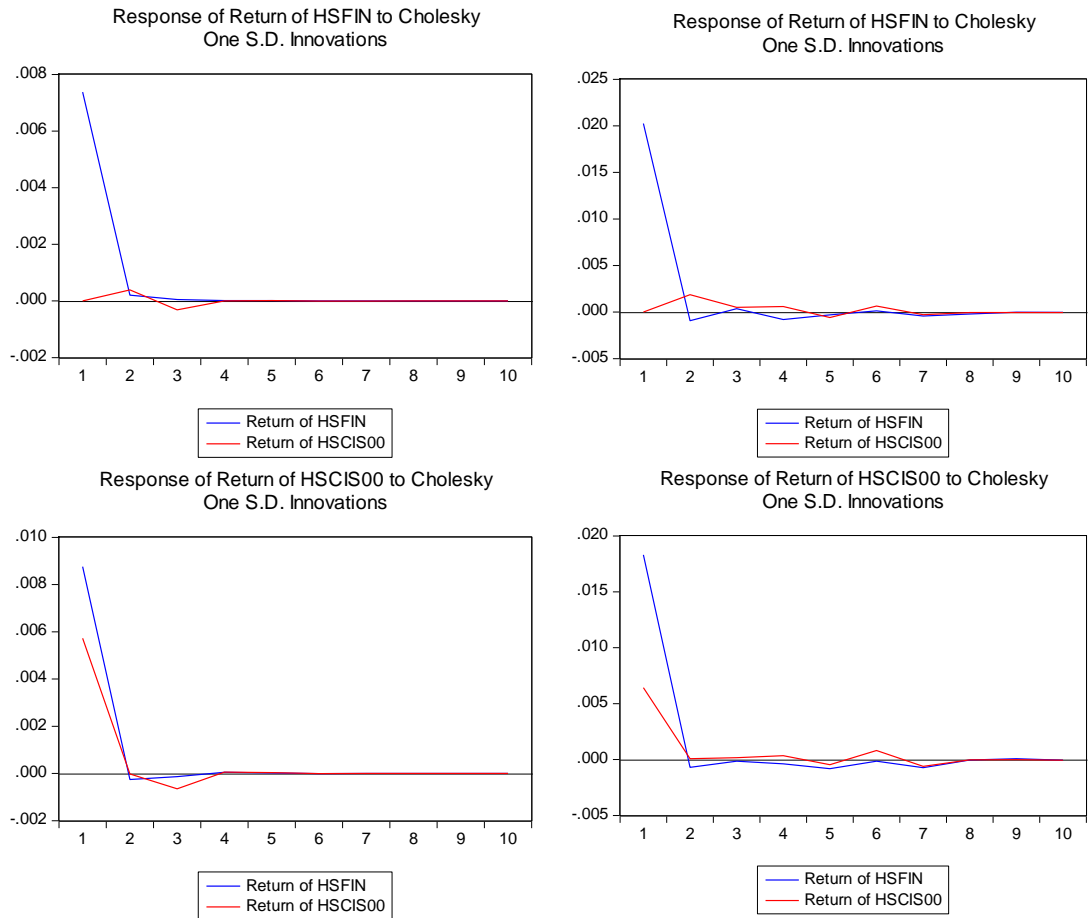 Response of Return of HSFIN to Cholesky
One S.D. Innovations
.008
.006
.004
.002
.000
-.002
1 2 3 4 5 6 7 8 9 10
Return of HSFIN
Return of HSCIS00
Response of Return of HSFIN to Cholesky
One S.D. Innovations
.025
.020
.015
.010
.005
.000
-.005
1 2 3 4 5 6 7 8 9 10
Return of HSFIN
Return of HSCIS00
Response of Return of HSCIS00 to Cholesky
One S.D. Innovations
.010
.008
.006
.004
.002
.000
-.002
1 2 3 4 5 6 7 8 9 10
Return of HSFIN
Return of HSCIS00
Response of Return of HSCIS00 to Cholesky
One S.D. Innovations
.020
.015
.010
.005
.000
-.005
1 2 3 4 5 6 7 8 9 10
Return of HSFIN
Return of HSCIS00